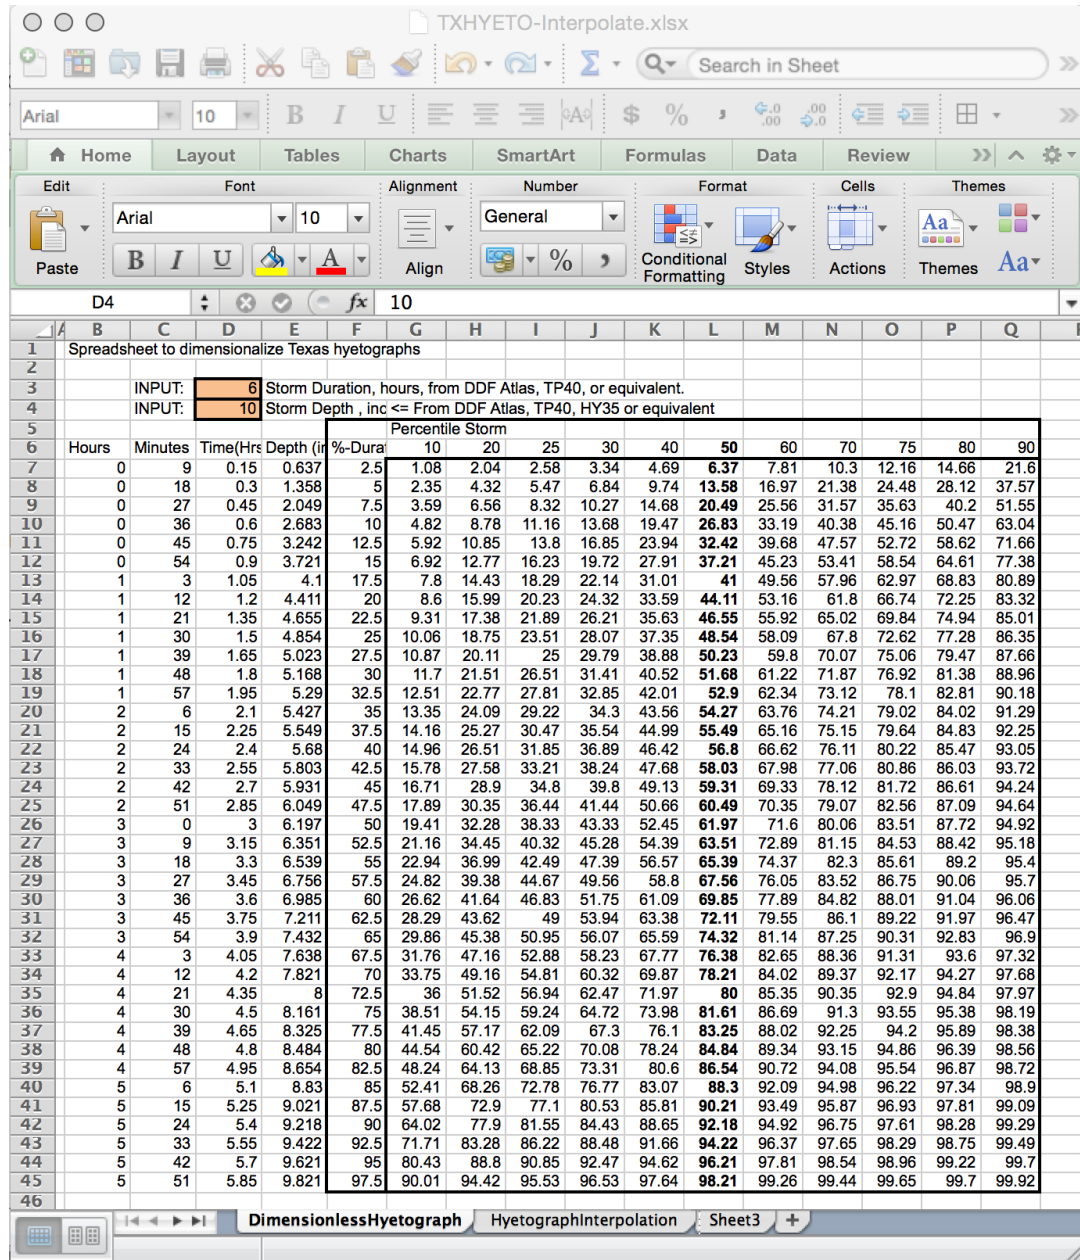 TXHYETO-Interpolate.xlsx
Search in Sheet
Arial 10 B I U $ %
Home Layout Tables Charts SmartArt Formulas Data Review
Edit Font Alignment Number Format Cells Themes
Arial 10 General
Paste B I U A Align % Conditional Formatting Styles Actions Themes Aa
D4 fx 10
A B C D E F G H I J K L M N O P Q
1 Spreadsheet to dimensionalize Texas hyetographs
2
3 INPUT: 6 Storm Duration, hours, from DDF Atlas, TP40, or equivalent.
4 INPUT: 10 Storm Depth , inc <= From DDF Atlas, TP40, HY35 or equivalent
5 Percentile Storm
6 Hours Minutes Time(Hrs Depth (ir %-Dura 10 20 25 30 40 50 60 70 75 80 90
7 0 9 0.15 0.637 2.5 1.08 2.04 2.58 3.34 4.69 6.37 7.81 10.3 12.16 14.66 21.6
8 0 18 0.3 1.358 5 2.35 4.32 5.47 6.84 9.74 13.58 16.97 21.38 24.48 28.12 37.57
9 0 27 0.45 2.049 7.5 3.59 6.56 8.32 10.27 14.68 20.49 25.56 31.57 35.63 40.2 51.55
10 0 36 0.6 2.683 10 4.82 8.78 11.16 13.68 19.47 26.83 33.19 40.38 45.16 50.47 63.04
11 0 45 0.75 3.242 12.5 5.92 10.85 13.8 16.85 23.94 32.42 39.68 47.57 52.72 58.62 71.66
12 0 54 0.9 3.721 15 6.92 12.77 16.23 19.72 27.91 37.21 45.23 53.41 58.54 64.61 77.38
13 1 3 1.05 4.1 17.5 7.8 14.43 18.29 22.14 31.01 41 49.56 57.96 62.97 68.83 80.89
14 1 12 1.2 4.411 20 8.6 15.99 20.23 24.32 33.59 44.11 53.16 61.8 66.74 72.25 83.32
15 1 21 1.35 4.655 22.5 9.31 17.38 21.89 26.21 35.63 46.55 55.92 65.02 69.84 74.94 85.01
16 1 30 1.5 4.854 25 10.06 18.75 23.51 28.07 37.35 48.54 58.09 67.8 72.62 77.28 86.35
17 1 39 1.65 5.023 27.5 10.87 20.11 25 29.79 38.88 50.23 59.8 70.07 75.06 79.47 87.66
18 1 48 1.8 5.168 30 11.7 21.51 26.51 31.41 40.52 51.68 61.22 71.87 76.92 81.38 88.96
19 1 57 1.95 5.29 32.5 12.51 22.77 27.81 32.85 42.01 52.9 62.34 73.12 78.1 82.81 90.18
20 2 6 2.1 5.427 35 13.35 24.09 29.22 34.3 43.56 54.27 63.76 74.21 79.02 84.02 91.29
21 2 15 2.25 5.549 37.5 14.16 25.27 30.47 35.54 44.99 55.49 65.16 75.15 79.64 84.83 92.25
22 2 24 2.4 5.68 40 14.96 26.51 31.85 36.89 46.42 56.8 66.62 76.11 80.22 85.47 93.05
23 2 33 2.55 5.803 42.5 15.78 27.58 33.21 38.24 47.68 58.03 67.98 77.06 80.86 86.03 93.72
24 2 42 2.7 5.931 45 16.71 28.9 34.8 39.8 49.13 59.31 69.33 78.12 81.72 86.61 94.24
25 2 51 2.85 6.049 47.5 17.89 30.35 36.44 41.44 50.66 60.49 70.35 79.07 82.56 87.09 94.64
26 3 0 3 6.197 50 19.41 32.28 38.33 43.33 52.45 61.97 71.6 80.06 83.51 87.72 94.92
27 3 9 3.15 6.351 52.5 21.16 34.45 40.32 45.28 54.39 63.51 72.89 81.15 84.53 88.42 95.18
28 3 18 3.3 6.539 55 22.94 36.99 42.49 47.39 56.57 65.39 74.37 82.3 85.61 89.2 95.4
29 3 27 3.45 6.756 57.5 24.82 39.38 44.67 49.56 58.8 67.56 76.05 83.52 86.75 90.06 95.7
30 3 36 3.6 6.985 60 26.62 41.64 46.83 51.75 61.09 69.85 77.89 84.82 88.01 91.04 96.06
31 3 45 3.75 7.211 62.5 28.29 43.62 49 53.94 63.38 72.11 79.55 86.1 89.22 91.97 96.47
32 3 54 3.9 7.432 65 29.86 45.38 50.95 56.07 65.59 74.32 81.14 87.25 90.31 92.83 96.9
33 4 3 4.05 7.638 67.5 31.76 47.16 52.88 58.23 67.77 76.38 82.65 88.36 91.31 93.6 97.32
34 4 12 4.2 7.821 70 33.75 49.16 54.81 60.32 69.87 78.21 84.02 89.37 92.17 94.27 97.68
35 4 21 4.35 8 72.5 36 51.52 56.94 62.47 71.97 80 85.35 90.35 92.9 94.84 97.97
36 4 30 4.5 8.161 75 38.51 54.15 59.24 64.72 73.98 81.61 86.69 91.3 93.55 95.38 98.19
37 4 39 4.65 8.325 77.5 41.45 57.17 62.09 67.3 76.1 83.25 88.02 92.25 94.2 95.89 98.38
38 4 48 4.8 8.484 80 44.54 60.42 65.22 70.08 78.24 84.84 89.34 93.15 94.86 96.39 98.56
39 4 57 4.95 8.654 82.5 48.24 64.13 68.85 73.31 80.6 86.54 90.72 94.08 95.54 96.87 98.72
40 5 6 5.1 8.83 85 52.41 68.26 72.78 76.77 83.07 88.3 92.09 94.98 96.22 97.34 98.9
41 5 15 5.25 9.021 87.5 57.68 72.9 77.1 80.53 85.81 90.21 93.49 95.87 96.93 97.81 99.09
42 5 24 5.4 9.218 90 64.02 77.9 81.55 84.43 88.65 92.18 94.92 96.75 97.61 98.28 99.29
43 5 33 5.55 9.422 92.5 71.71 83.28 86.22 88.48 91.66 94.22 96.37 97.65 98.29 98.75 99.49
44 5 42 5.7 9.621 95 80.43 88.8 90.85 92.47 94.62 96.21 97.81 98.54 98.96 99.22 99.7
45 5 51 5.85 9.821 97.5 90.01 94.42 95.53 96.53 97.64 98.21 99.26 99.44 99.65 99.7 99.92
46
DimensionlessHyetograph HyetographInterpolation Sheet3 +